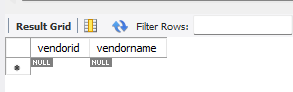 Result Grid Filter Rows:
vendorid vendorname
NULL NULL